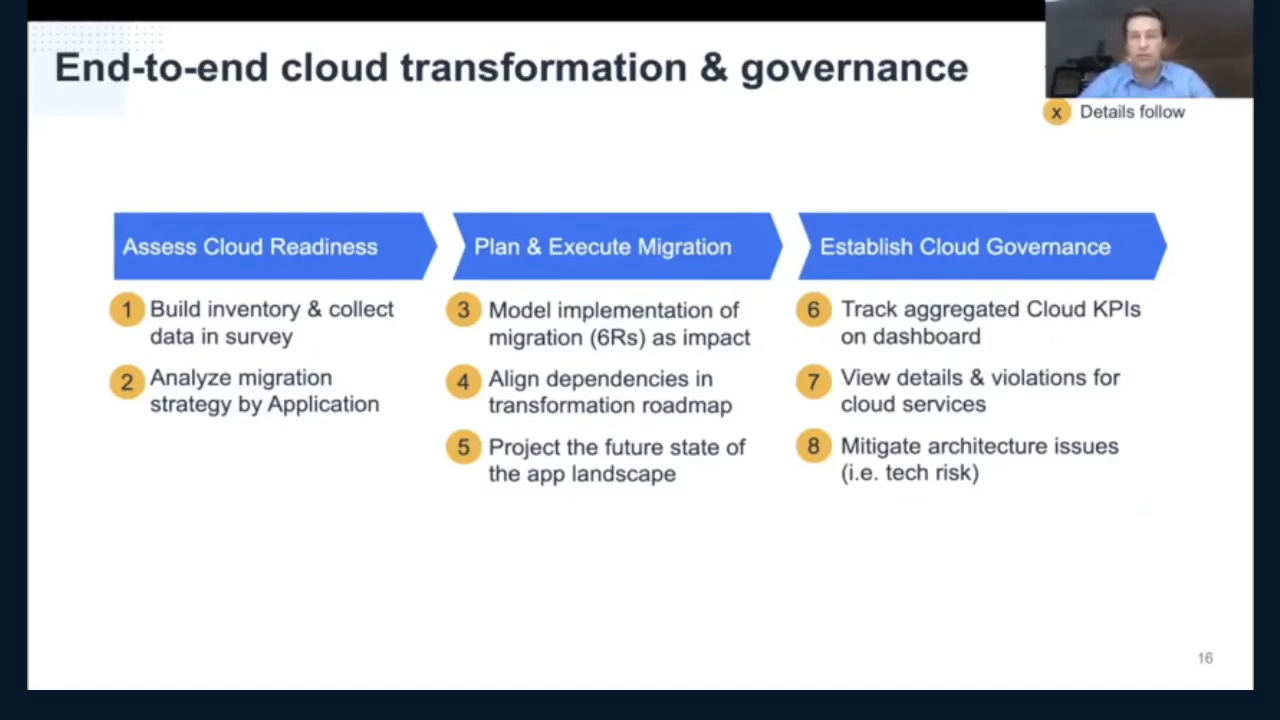 End-to-end cloud transformation & governance
x Details follow
Assess Cloud Readiness
1 Build inventory & collect
data in survey
2 Analyze migration
strategy by Application
Plan & Execute Migration
3 Model implementation of
migration (6Rs) as impact
4 Align dependencies in
transformation roadmap
5 Project the future state of
the app landscape
Establish Cloud Governance
6 Track aggregated Cloud KPIs
on dashboard
7 View details & violations for
cloud services
8 Mitigate architecture issues
(i.e. tech risk)
16